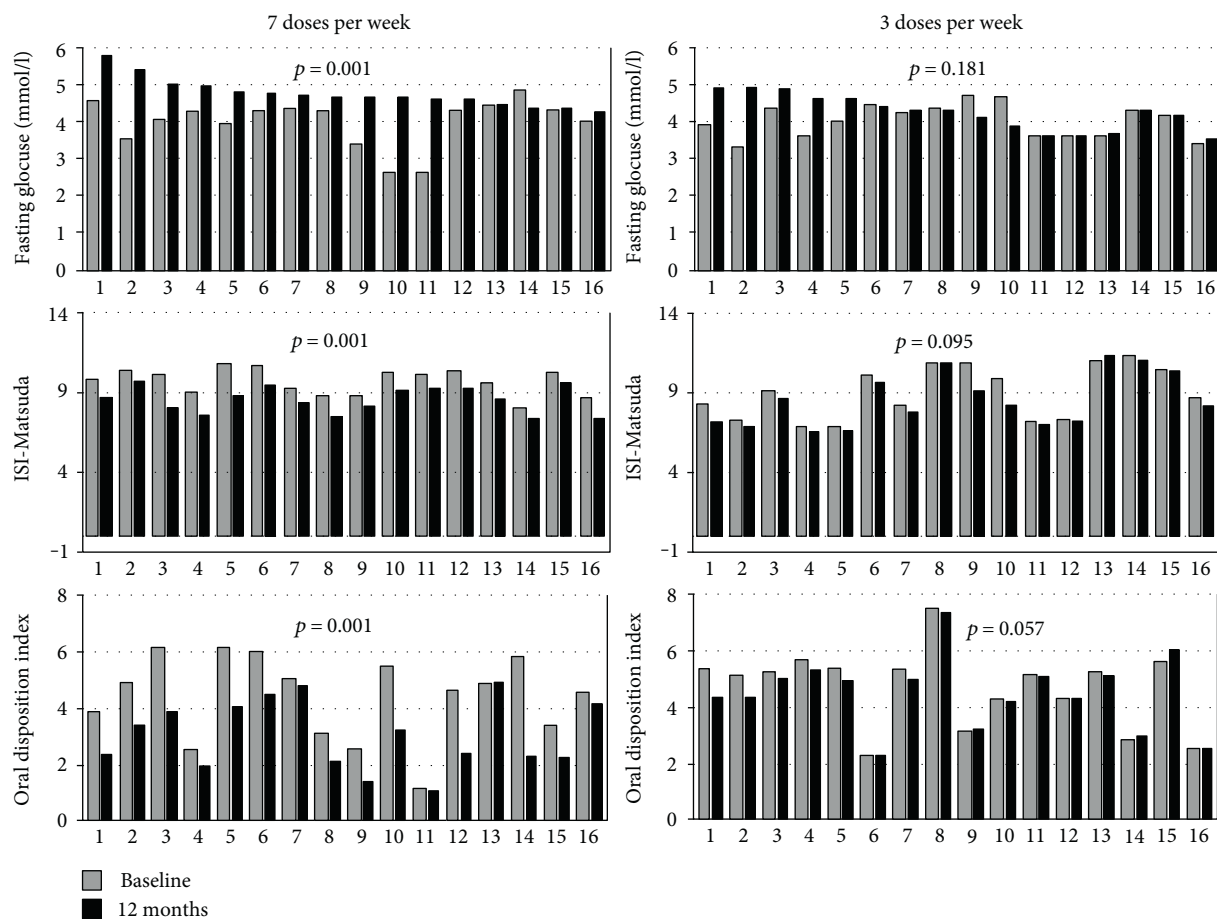 7 doses per week
Fasting glocuse (mmol/l)
6
5
4
3
2
1
0
p = 0.001
1 2 3 4 5 6 7 8 9 10 11 12 13 14 15 16
3 doses per week
Fasting glocuse (mmol/l)
6
5
4
3
2
1
0
p = 0.181
1 2 3 4 5 6 7 8 9 10 11 12 13 14 15 16
ISI-Matsuda
14
9
4
−1
p = 0.001
1 2 3 4 5 6 7 8 9 10 11 12 13 14 15 16
ISI-Matsuda
14
9
4
−1
p = 0.095
1 2 3 4 5 6 7 8 9 10 11 12 13 14 15 16
Oral disposition index
8
6
4
2
0
p = 0.001
1 2 3 4 5 6 7 8 9 10 11 12 13 14 15 16
Oral disposition index
8
6
4
2
0
p = 0.057
1 2 3 4 5 6 7 8 9 10 11 12 13 14 15 16
Baseline
12 months